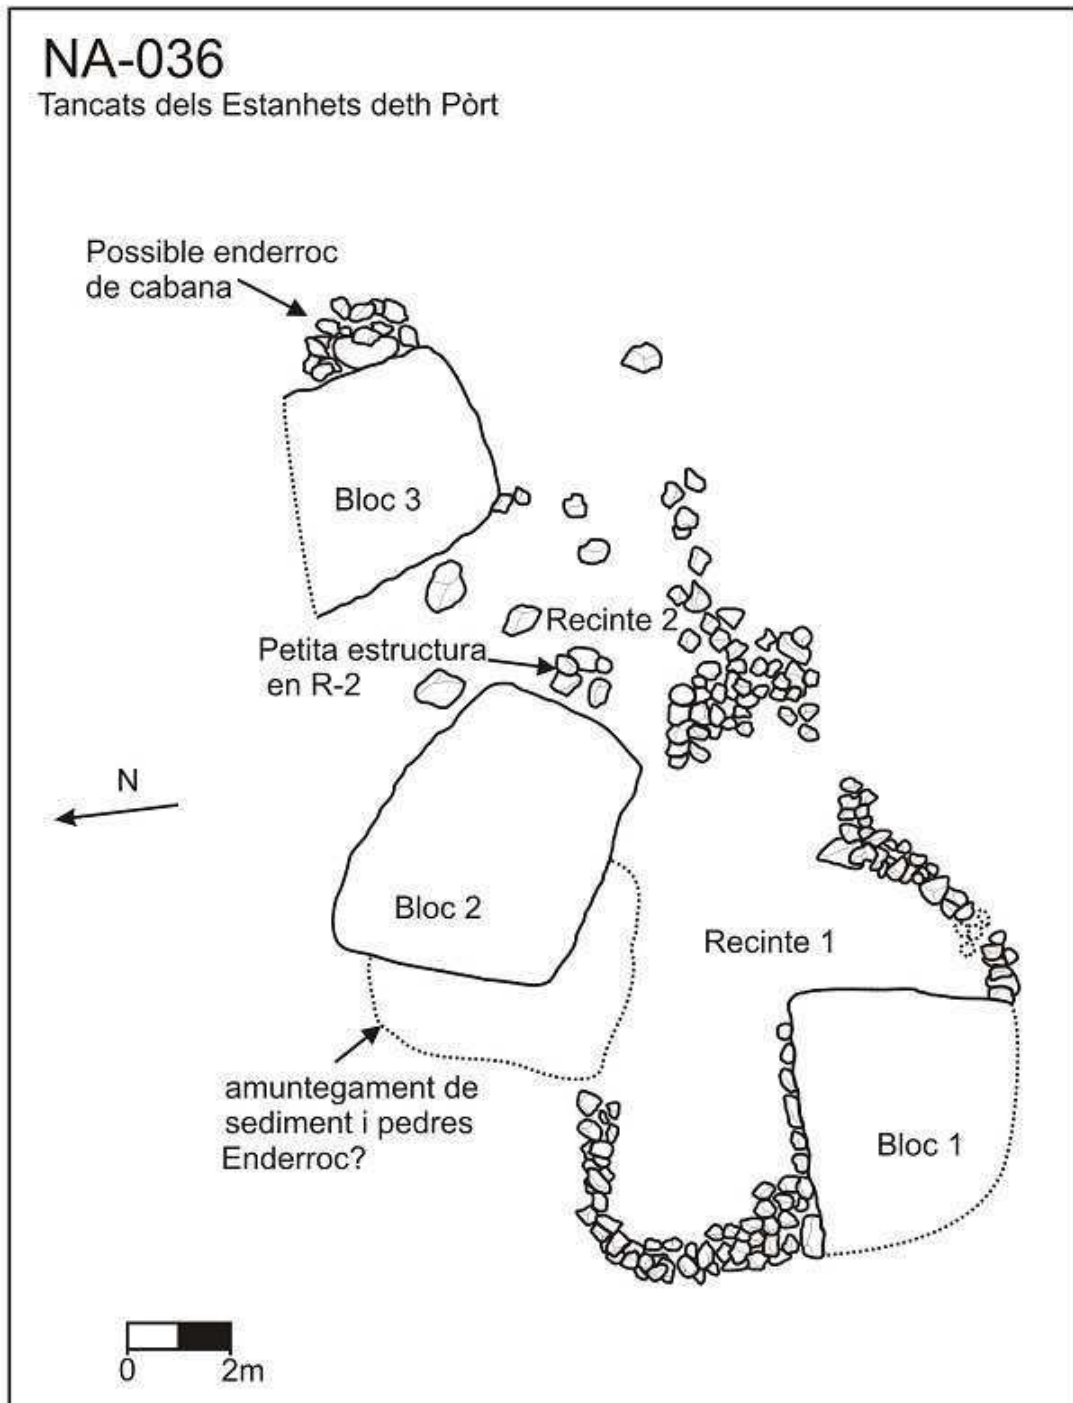 NA-036
Tancats dels Estanhets deth Pòrt
Possible enderroc
de cabana
Bloc 3
Recinte 2
Petita estructura
en R-2
N
Bloc 2
Recinte 1
amuntegament de
sediment i pedres
Enderroc?
Bloc 1
0 2m